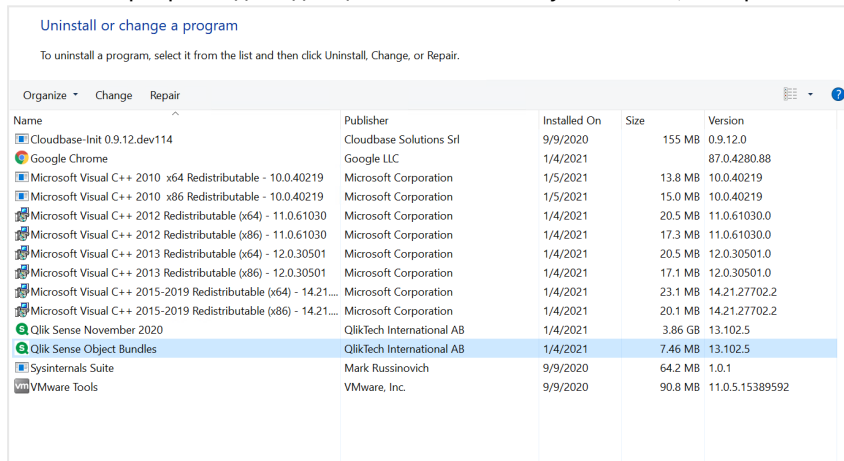 Uninstall or change a program
To uninstall a program, select it from the list and then click Uninstall, Change, or Repair.
Organize Change Repair
Name Publisher Installed On Size Version
Cloudbase-Init 0.9.12.dev114 Cloudbase Solutions Srl 9/9/2020 155 MB 0.9.12.0
Google Chrome Google LLC 1/4/2021 87.0.4280.88
Microsoft Visual C++ 2010 x64 Redistributable - 10.0.40219 Microsoft Corporation 1/5/2021 13.8 MB 10.0.40219
Microsoft Visual C++ 2010 x86 Redistributable - 10.0.40219 Microsoft Corporation 1/5/2021 15.0 MB 10.0.40219
Microsoft Visual C++ 2012 Redistributable (x64) - 11.0.61030 Microsoft Corporation 1/4/2021 20.5 MB 11.0.61030.0
Microsoft Visual C++ 2012 Redistributable (x86) - 11.0.61030 Microsoft Corporation 1/4/2021 17.3 MB 11.0.61030.0
Microsoft Visual C++ 2013 Redistributable (x64) - 12.0.30501 Microsoft Corporation 1/4/2021 20.5 MB 12.0.30501.0
Microsoft Visual C++ 2013 Redistributable (x86) - 12.0.30501 Microsoft Corporation 1/4/2021 17.1 MB 12.0.30501.0
Microsoft Visual C++ 2015-2019 Redistributable (x64) - 14.21.... Microsoft Corporation 1/4/2021 23.1 MB 14.21.27702.2
Microsoft Visual C++ 2015-2019 Redistributable (x86) - 14.21.... Microsoft Corporation 1/4/2021 20.1 MB 14.21.27702.2
Qlik Sense November 2020 QlikTech International AB 1/4/2021 3.86 GB 13.102.5
Qlik Sense Object Bundles QlikTech International AB 1/4/2021 7.46 MB 13.102.5
Sysinternals Suite Mark Russinovich 9/9/2020 64.2 MB 1.0.1
VMware Tools VMware, Inc. 9/9/2020 90.8 MB 11.0.5.15389592